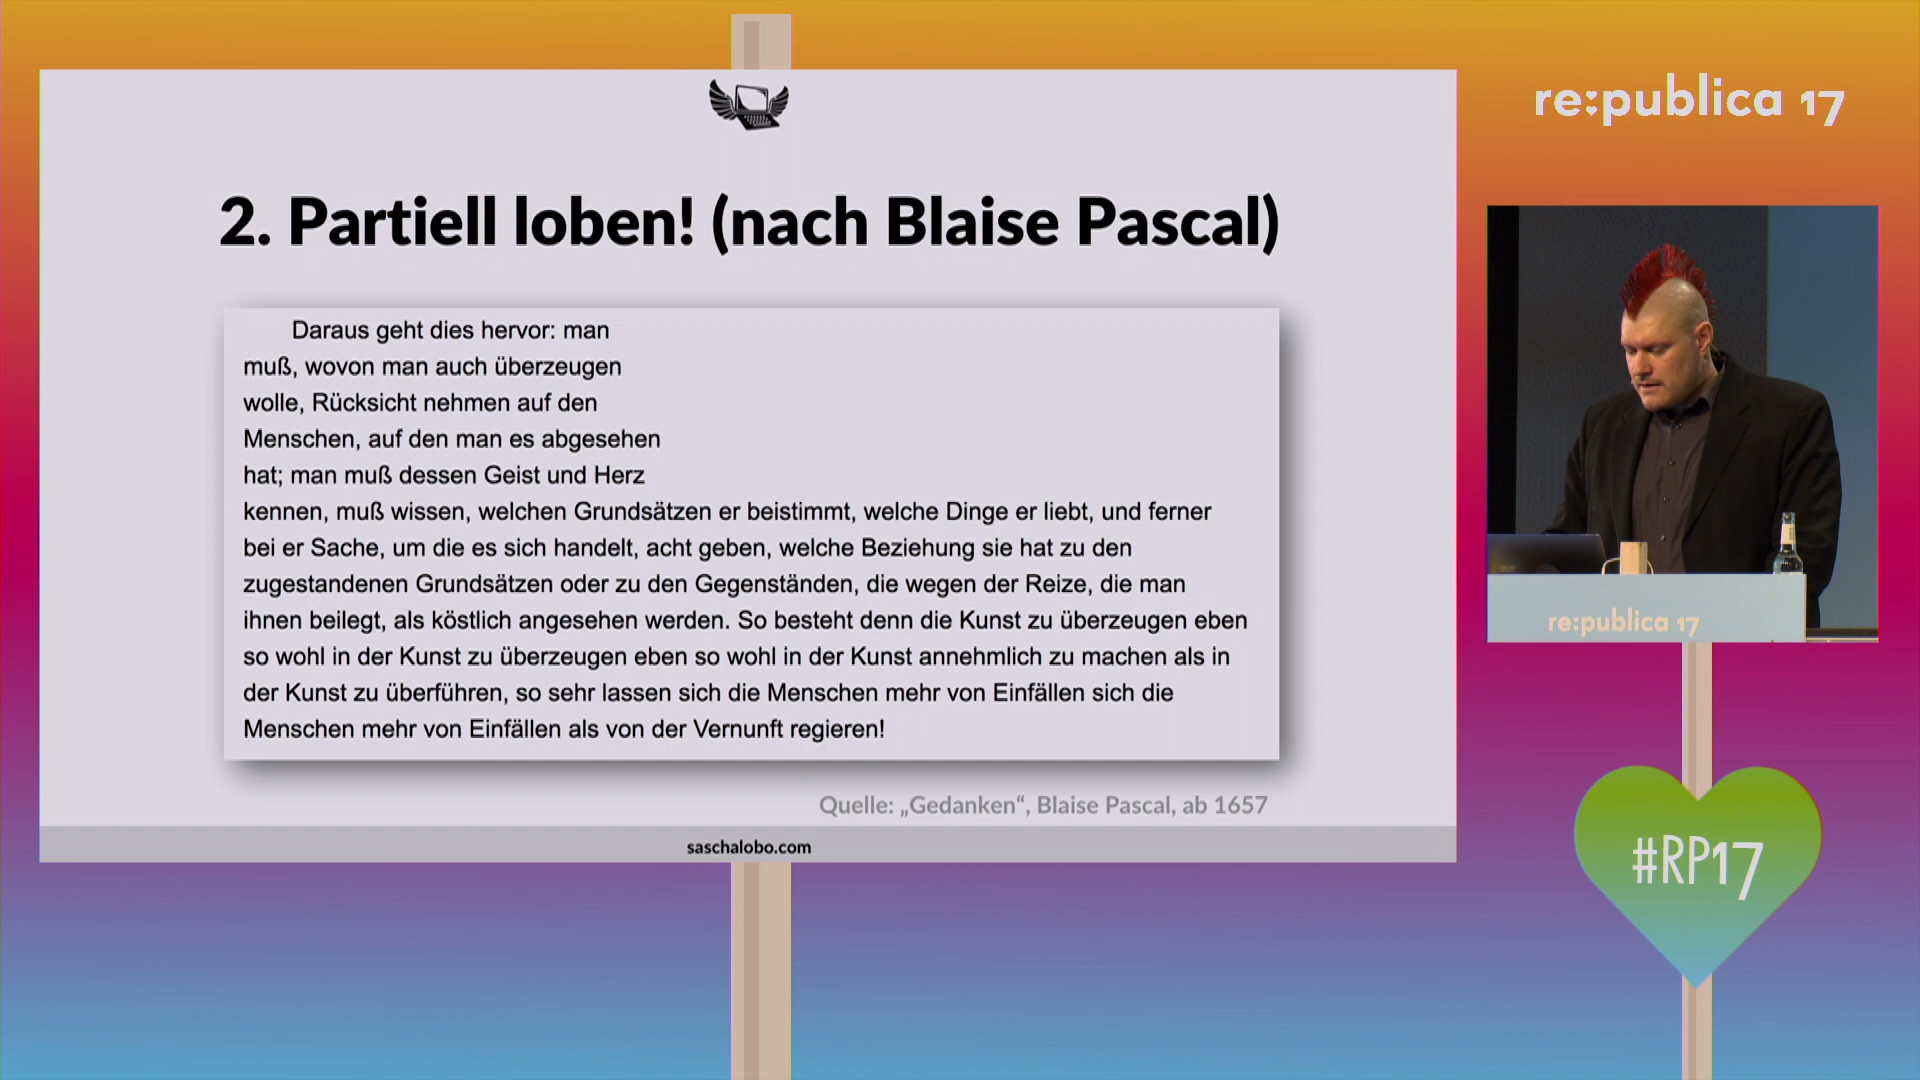 re:publica 17
2. Partiell loben! (nach Blaise Pascal)
Daraus geht dies hervor: man
muß, wovon man auch überzeugen
wolle, Rücksicht nehmen auf den
Menschen, auf den man es abgesehen
hat; man muß dessen Geist und Herz
kennen, muß wissen, welchen Grundsätzen er beistimmt, welche Dinge er liebt, und ferner
bei er Sache, um die es sich handelt, acht geben, welche Beziehung sie hat zu den
zugestandenen Grundsätzen oder zu den Gegenständen, die wegen der Reize, die man
ihnen beilegt, als köstlich angesehen werden. So besteht denn die Kunst zu überzeugen eben
so wohl in der Kunst zu überzeugen eben so wohl in der Kunst annehmlich zu machen als in
der Kunst zu überführen, so sehr lassen sich die Menschen mehr von Einfällen sich die
Menschen mehr von Einfällen als von der Vernunft regieren!
Quelle: „Gedanken“, Blaise Pascal, ab 1657
saschalobo.com
re:publica 17
#RP17